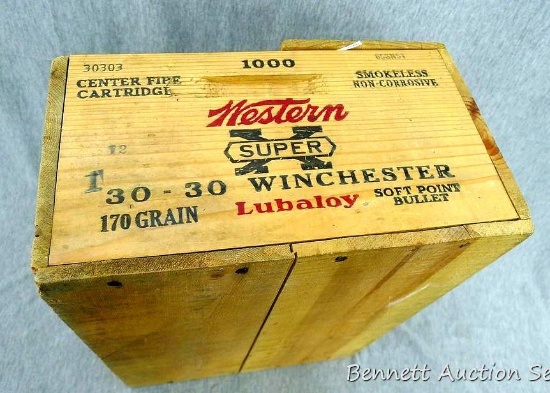 30303
1000
CENTER FIRE
CARTRIDGE
SMOKELESS
NON-CORROSIVE
Western
X
SUPER
12
30-30 WINCHESTER
170 GRAIN
Lubaloy
SOFT POINT
BULLET
Bennett Auction Se